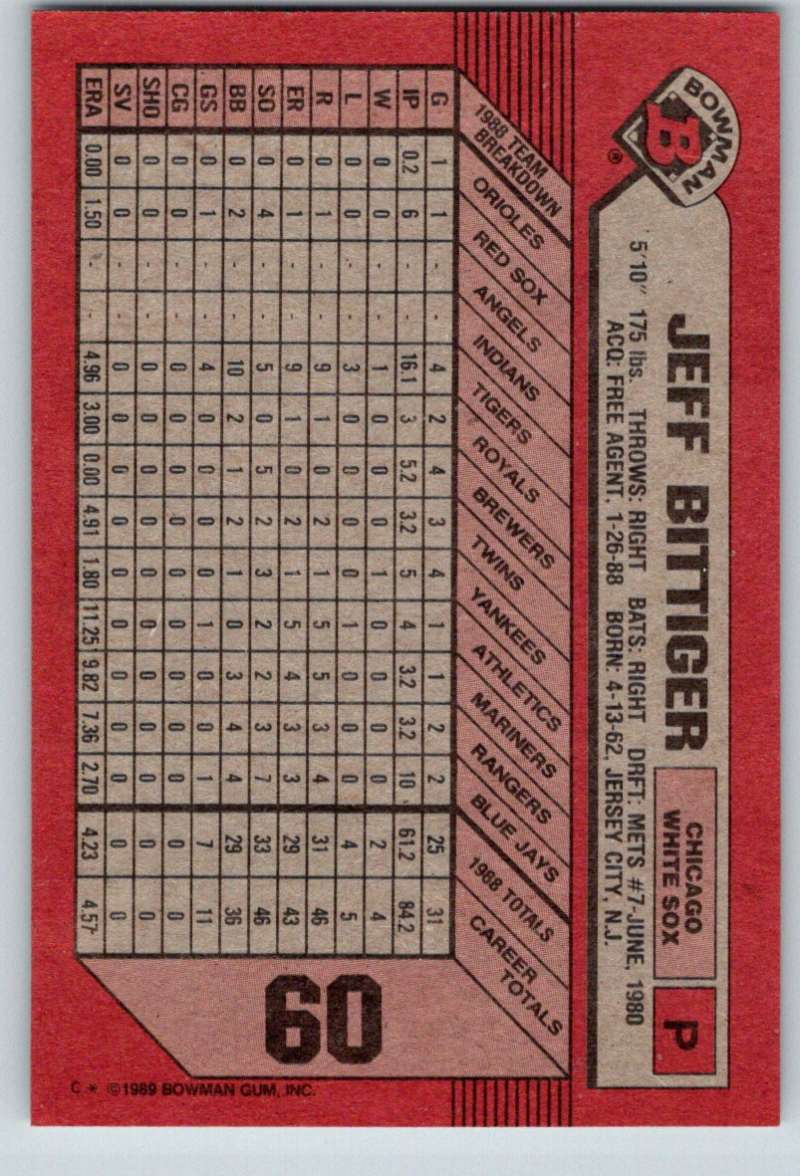 BOWMAN
B
®
JEFF BITTIGER
CHICAGO
WHITE SOX
P
5'10" 175 lbs. THROWS: RIGHT BATS: RIGHT DRFT: METS #7-JUNE, 1980
ACQ: FREE AGENT, 1-26-88 BORN: 4-13-62, JERSEY CITY, N.J.
1988 TEAM
BREAKDOWN
ORIOLES
RED SOX
ANGELS
INDIANS
TIGERS
ROYALS
BREWERS
TWINS
YANKEES
ATHLETICS
MARINERS
RANGERS
BLUE JAYS
1988 TOTALS
CAREER
TOTALS
G 1 1 - - 4 2 4 3 4 1 1 2 2 25 31
IP 0.2 6 - - 16.1 3 5.2 3.2 5 4 3.2 3.2 10 61.2 84.2
W 0 0 - - 1 0 0 0 1 0 0 0 0 2 4
L 0 0 - - 3 0 0 0 0 1 0 0 0 4 5
R 0 1 - - 9 1 0 2 1 5 5 3 4 31 46
ER 0 1 - - 9 1 0 2 1 5 4 3 3 29 43
SO 0 4 - - 5 0 5 2 3 2 2 3 7 33 46
BB 0 2 - - 10 2 1 2 1 0 3 4 4 29 36
GS 0 1 - - 4 0 0 0 0 1 0 0 1 7 11
CG 0 0 - - 0 0 0 0 0 0 0 0 0 0 0
SHO 0 0 - - 0 0 0 0 0 0 0 0 0 0 0
SV 0 0 - - 0 0 0 0 0 0 0 0 0 0 0
ERA 0.00 1.50 - - 4.96 3.00 0.00 4.91 1.80 11.25 9.82 7.36 2.70 4.23 4.57
60
C * ©1989 BOWMAN GUM, INC.